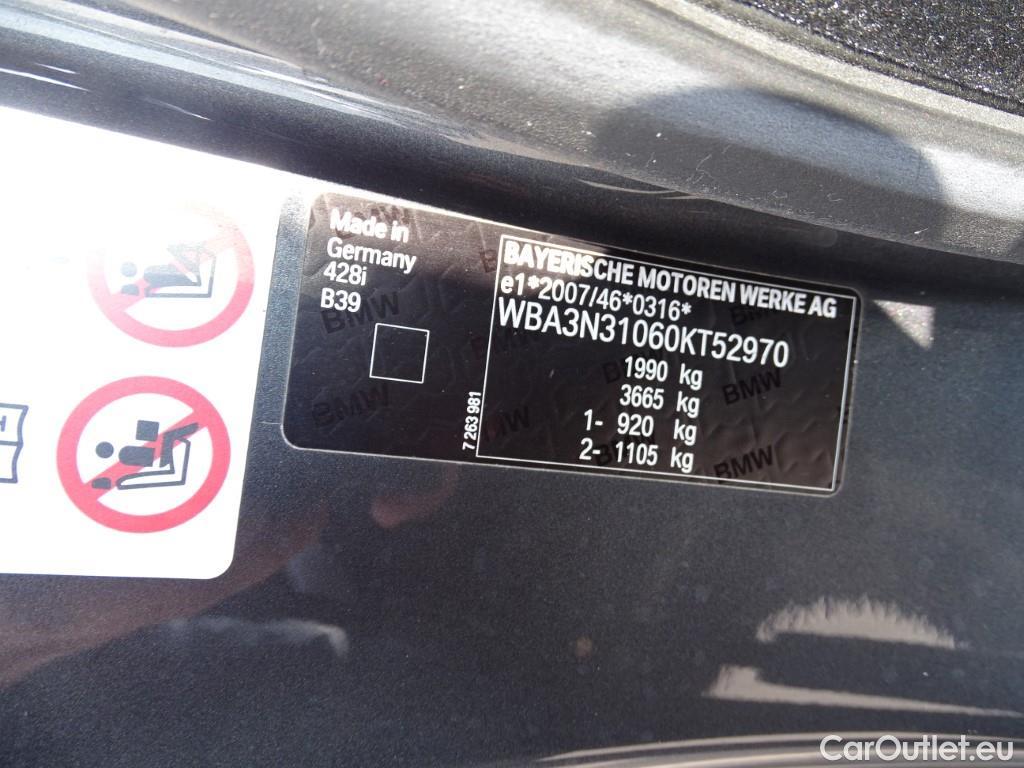 Made in
Germany
428i
B39
7 263 981
BAYERISCHE MOTOREN WERKE AG
e1*2007/46*0316*
WBA3N31060KT52970
1990 kg
3665 kg
1- 920 kg
2- 1105 kg
CarOutlet.eu